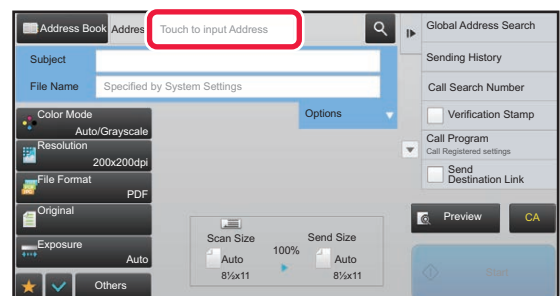 Address Book
Address
Touch to input Address
Subject
File Name
Specified by System Settings
Options
Color Mode
Auto/Grayscale
Resolution
200x200dpi
File Format
PDF
Original
Exposure
Auto
Others
Scan Size
Auto
8½x11
100%
Send Size
Auto
8½x11
Global Address Search
Sending History
Call Search Number
Verification Stamp
Call Program
Call Registered settings
Send
Destination Link
Preview
CA
Start